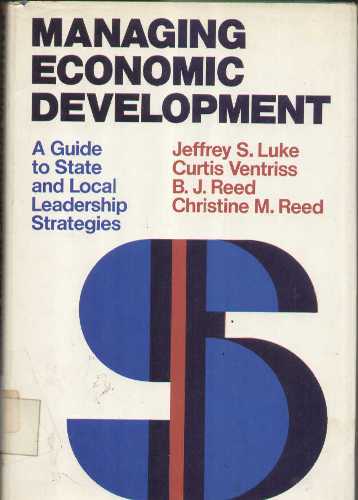 MANAGING
ECONOMIC
DEVELOPMENT
A Guide
to State
and Local
Leadership
Strategies
Jeffrey S. Luke
Curtis Ventriss
B. J. Reed
Christine M. Reed